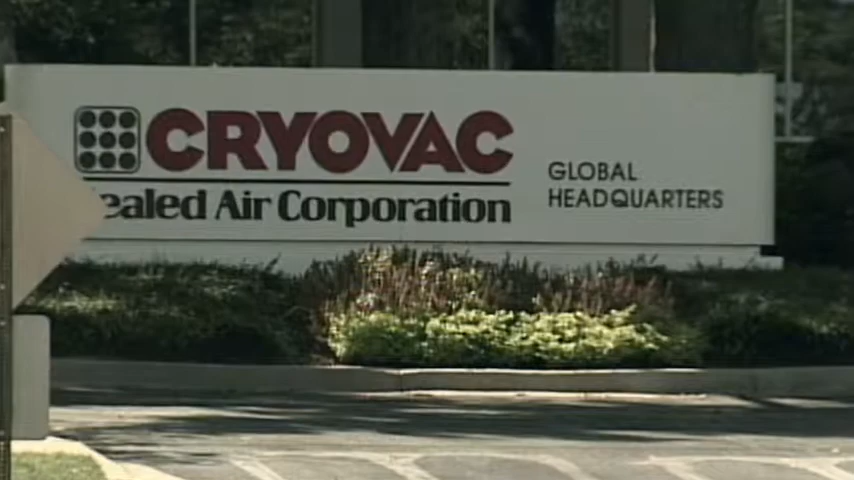 CRYOVAC
ealed Air Corporation
GLOBAL
HEADQUARTERS